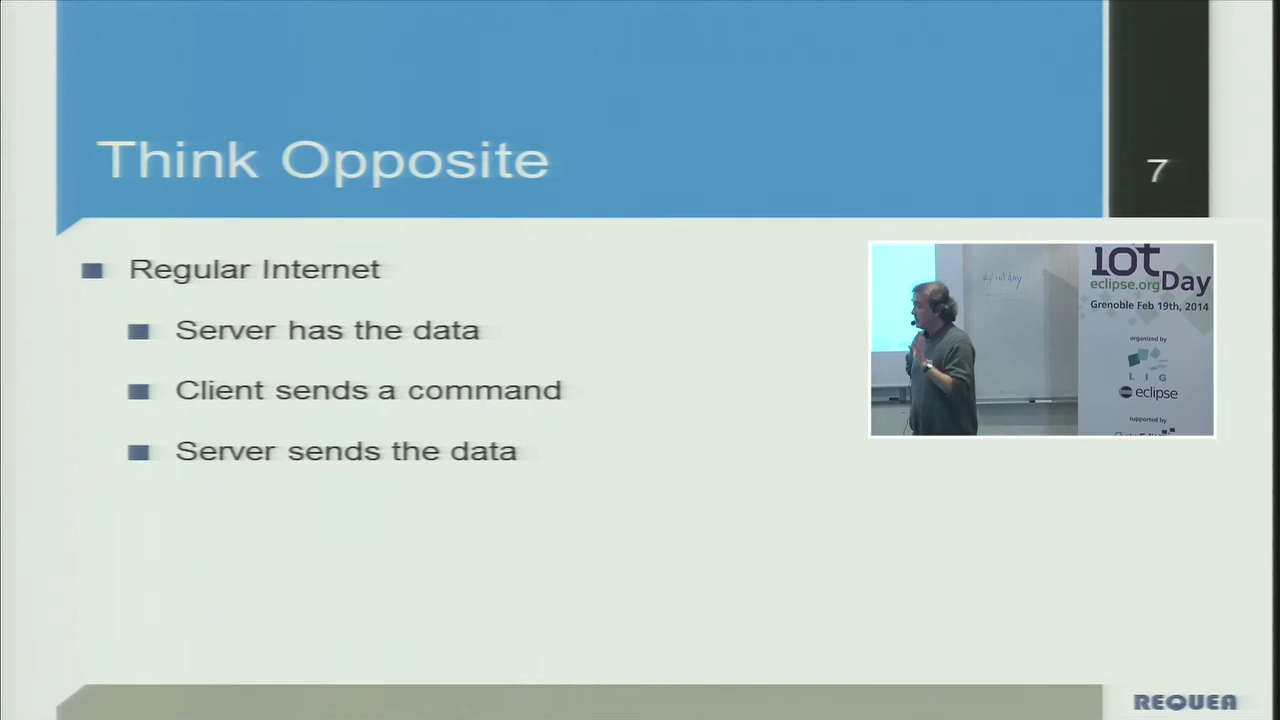 Think Opposite
7
Regular Internet
Server has the data
Client sends a command
Server sends the data
#iotday
iot
eclipse.org Day
Grenoble Feb 19th, 2014
organized by
LIG
eclipse
supported by
REQUEA